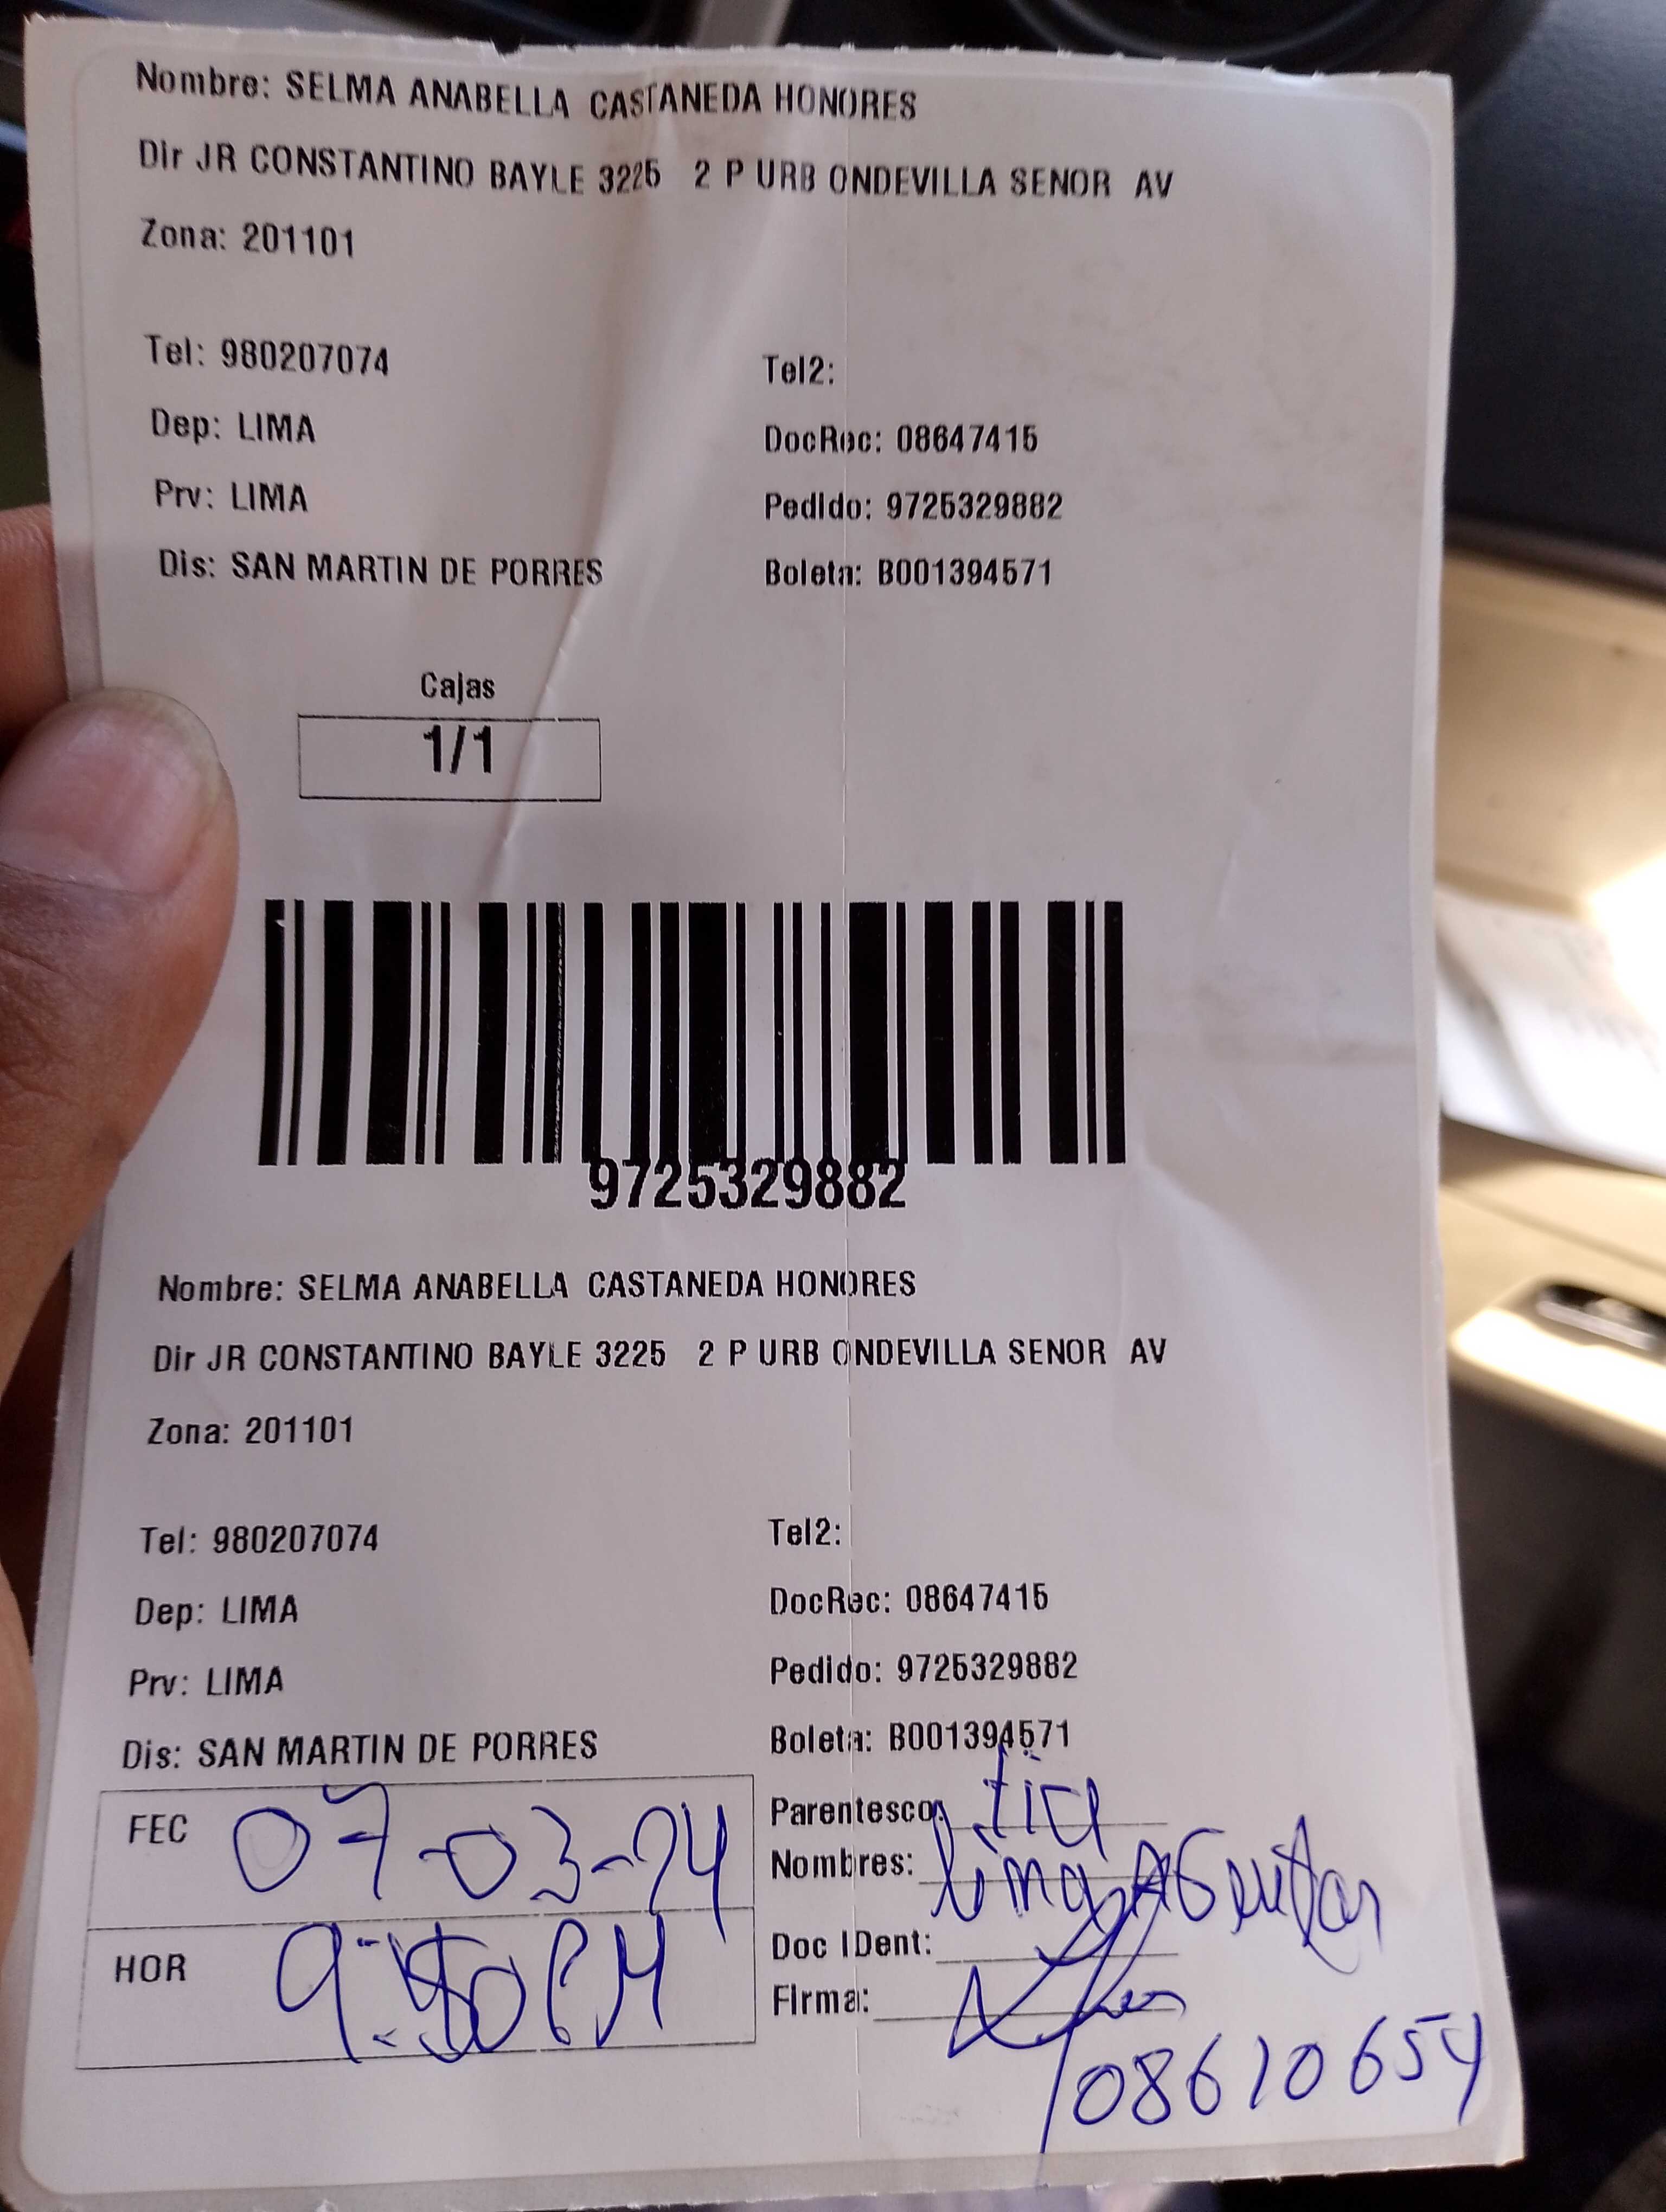 Nombre: SELMA ANABELLA CASTANEDA HONORES
Dir JR CONSTANTINO BAYLE 3225 2 P URB ONDEVILLA SENOR AV
Zona: 201101
Tel: 980207074 Tel2:
Dep: LIMA DocRec: 08647415
Prv: LIMA Pedido: 9725329882
Dis: SAN MARTIN DE PORRES Boleta: B001394571
Cajas
1/1
9725329882
Nombre: SELMA ANABELLA CASTANEDA HONORES
Dir JR CONSTANTINO BAYLE 3225 2 P URB ONDEVILLA SENOR AV
Zona: 201101
Tel: 980207074 Tel2:
Dep: LIMA DocRec: 08647415
Prv: LIMA Pedido: 9725329882
Dis: SAN MARTIN DE PORRES Boleta: B001394571
FEC 07-03-24 Parentesco: tia
Nombres:
HOR Doc IDent:
Firma:
08610654